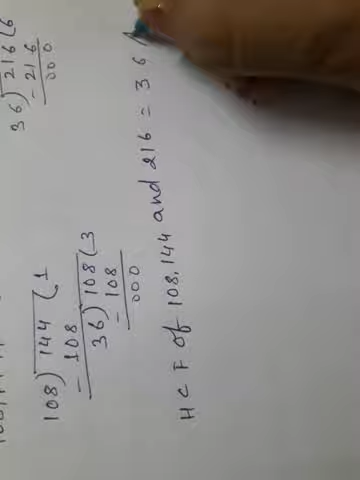 108) 144 (1
- 108
36) 108 (3
- 108
000
36) 216 (6
- 216
000
HCF of 108,144 and 216 = 36